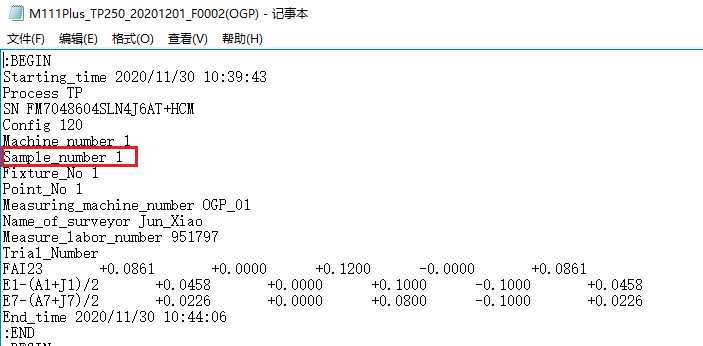 M111Plus_TP250_20201201_F0002(OGP) - 记事本
文件(F) 编辑(E) 格式(O) 查看(V) 帮助(H)
:BEGIN
Starting_time 2020/11/30 10:39:43
Process TP
SN FM7048604SLN4J6AT+HCM
Config 120
Machine_number 1
Sample_number 1
Fixture_No 1
Point_No 1
Measuring_machine_number OGP_01
Name_of_surveyor Jun_Xiao
Measure_labor_number 951797
Trial_Number
FAI23 +0.0861 +0.0000 +0.1200 -0.0000 +0.0861
E1-(A1+J1)/2 +0.0458 +0.0000 +0.1000 -0.1000 +0.0458
E7-(A7+J7)/2 +0.0226 +0.0000 +0.0800 -0.1000 +0.0226
End_time 2020/11/30 10:44:06
:END
:BEGIN